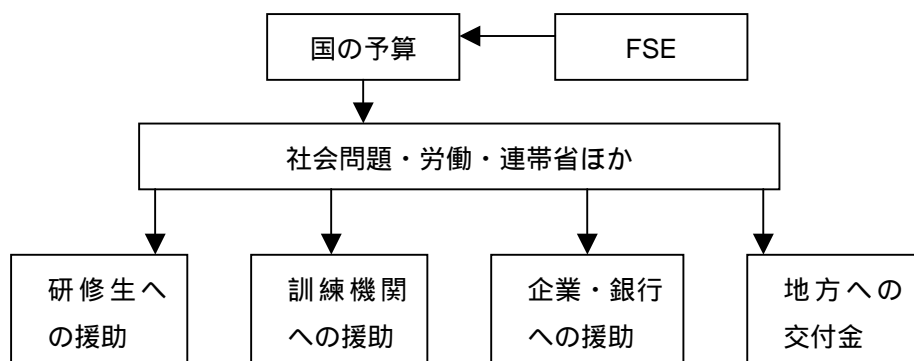 国の予算
FSE
社会問題・労働・連帯省ほか
研修生へ
の援助
訓練機関
への援助
企業・銀行
への援助
地方への
交付金